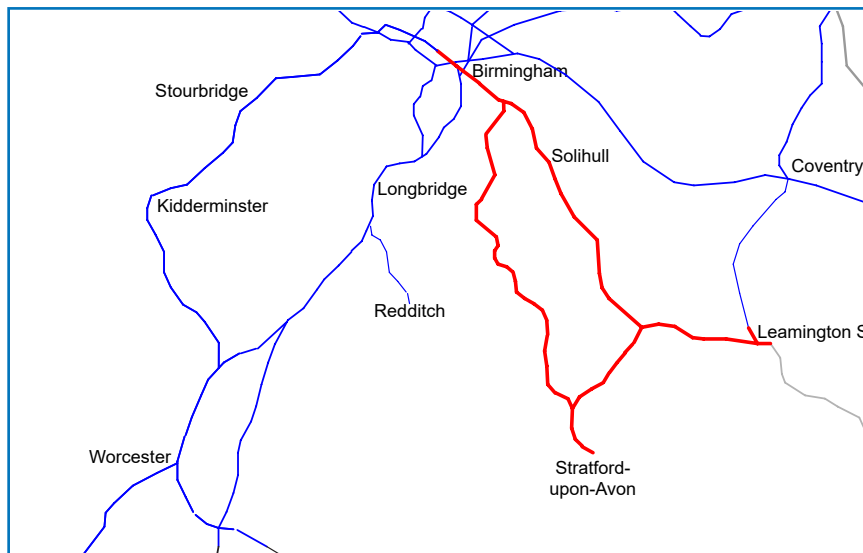 Birmingham
Stourbridge
Solihull
Coventry
Longbridge
Kidderminster
Redditch
Leamington S
Worcester
Stratford-
upon-Avon